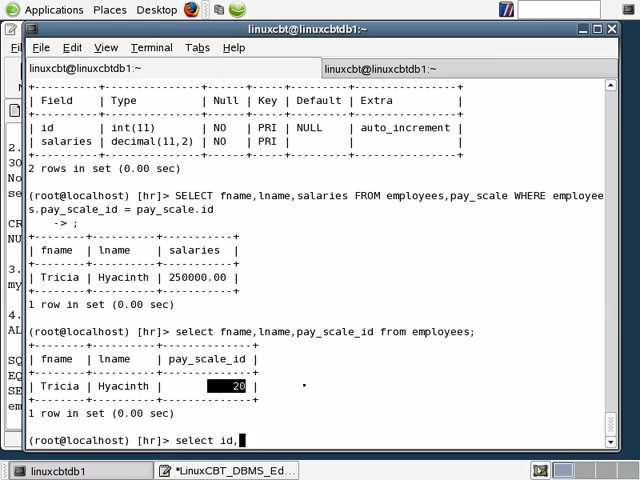 Applications Places Desktop
linuxcbt@linuxcbtdb1:~
File Edit View Terminal Tabs Help
linuxcbt@linuxcbtdb1:~ linuxcbt@linuxcbtdb1:~
+---------+---------------+------+-----+---------+----------------+
| Field | Type | Null | Key | Default | Extra |
+---------+---------------+------+-----+---------+----------------+
| id | int(11) | NO | PRI | NULL | auto_increment |
| salaries | decimal(11,2) | NO | PRI | | |
+---------+---------------+------+-----+---------+----------------+
2 rows in set (0.00 sec)
(root@localhost) [hr]> SELECT fname,lname,salaries FROM employees,pay_scale WHERE employee
s.pay_scale_id = pay_scale.id
-> ;
+--------+----------+-----------+
| fname | lname | salaries |
+--------+----------+-----------+
| Tricia | Hyacinth | 250000.00 |
+--------+----------+-----------+
1 row in set (0.00 sec)
(root@localhost) [hr]> select fname,lname,pay_scale_id from employees;
+--------+----------+--------------+
| fname | lname | pay_scale_id |
+--------+----------+--------------+
| Tricia | Hyacinth | 20 |
+--------+----------+--------------+
1 row in set (0.00 sec)
(root@localhost) [hr]> select id,
linuxcbtdb1 *LinuxCBT_DBMS_Ed...